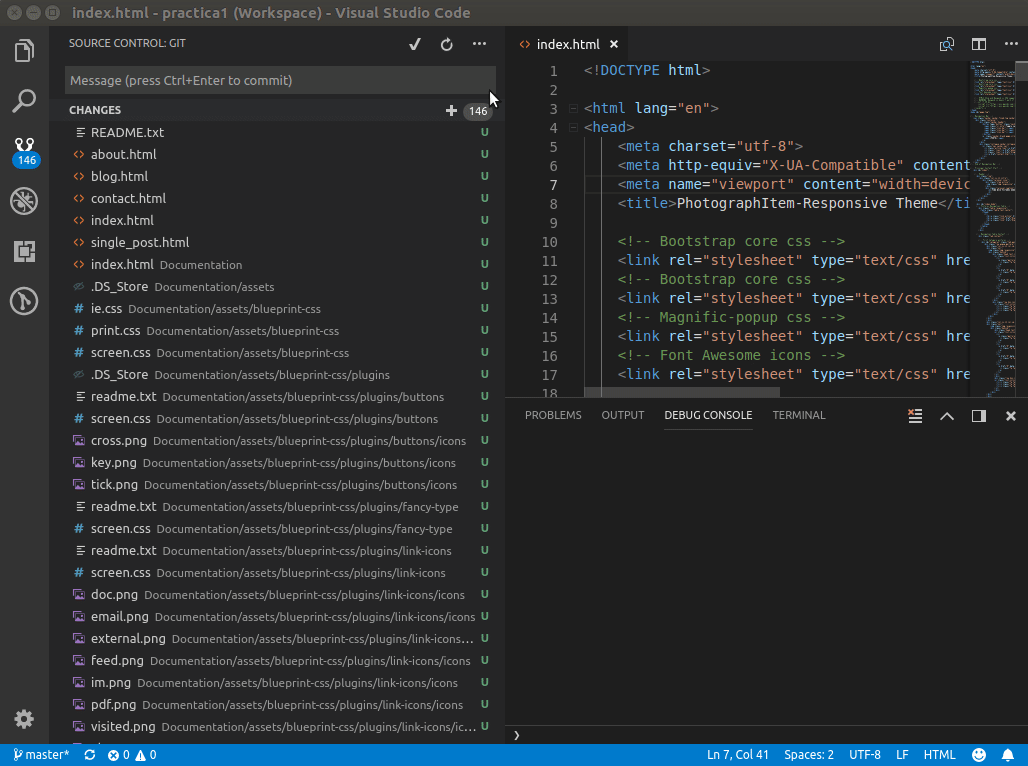 index.html - practica1 (Workspace) - Visual Studio Code
SOURCE CONTROL: GIT
Message (press Ctrl+Enter to commit)
CHANGES 146
146
README.txt U
about.html U
blog.html U
contact.html U
index.html U
single_post.html U
index.html Documentation U
.DS_Store Documentation/assets U
ie.css Documentation/assets/blueprint-css U
print.css Documentation/assets/blueprint-css U
screen.css Documentation/assets/blueprint-css U
.DS_Store Documentation/assets/blueprint-css/plugins U
readme.txt Documentation/assets/blueprint-css/plugins/buttons U
screen.css Documentation/assets/blueprint-css/plugins/buttons U
cross.png Documentation/assets/blueprint-css/plugins/buttons/icons U
key.png Documentation/assets/blueprint-css/plugins/buttons/icons U
tick.png Documentation/assets/blueprint-css/plugins/buttons/icons U
readme.txt Documentation/assets/blueprint-css/plugins/fancy-type U
screen.css Documentation/assets/blueprint-css/plugins/fancy-type U
readme.txt Documentation/assets/blueprint-css/plugins/link-icons U
screen.css Documentation/assets/blueprint-css/plugins/link-icons U
doc.png Documentation/assets/blueprint-css/plugins/link-icons/icons U
email.png Documentation/assets/blueprint-css/plugins/link-icons/icons U
external.png Documentation/assets/blueprint-css/plugins/link-icons... U
feed.png Documentation/assets/blueprint-css/plugins/link-icons/icons U
im.png Documentation/assets/blueprint-css/plugins/link-icons/icons U
pdf.png Documentation/assets/blueprint-css/plugins/link-icons/icons U
visited.png Documentation/assets/blueprint-css/plugins/link-icons/ic... U
index.html
1 <!DOCTYPE html>
2
3 <html lang="en">
4 <head>
5 <meta charset="utf-8">
6 <meta http-equiv="X-UA-Compatible" content
7 <meta name="viewport" content="width=devic
8 <title>PhotographItem-Responsive Theme</ti
9
10 <!-- Bootstrap core css -->
11 <link rel="stylesheet" type="text/css" hre
12 <!-- Bootstrap core css -->
13 <link rel="stylesheet" type="text/css" hre
14 <!-- Magnific-popup css -->
15 <link rel="stylesheet" type="text/css" hre
16 <!-- Font Awesome icons -->
17 <link rel="stylesheet" type="text/css" hre
18
PROBLEMS OUTPUT DEBUG CONSOLE TERMINAL
master* 0 0 Ln 7, Col 41 Spaces: 2 UTF-8 LF HTML